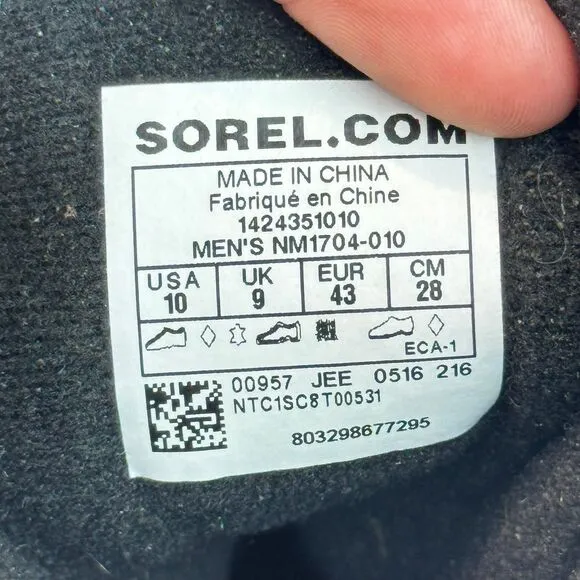 SOREL.COM
MADE IN CHINA
Fabriqué en Chine
1424351010
MEN'S NM1704-010
USA UK EUR CM
10 9 43 28
ECA-1
00957 JEE 0516 216
NTC1SC8T00531
803298677295